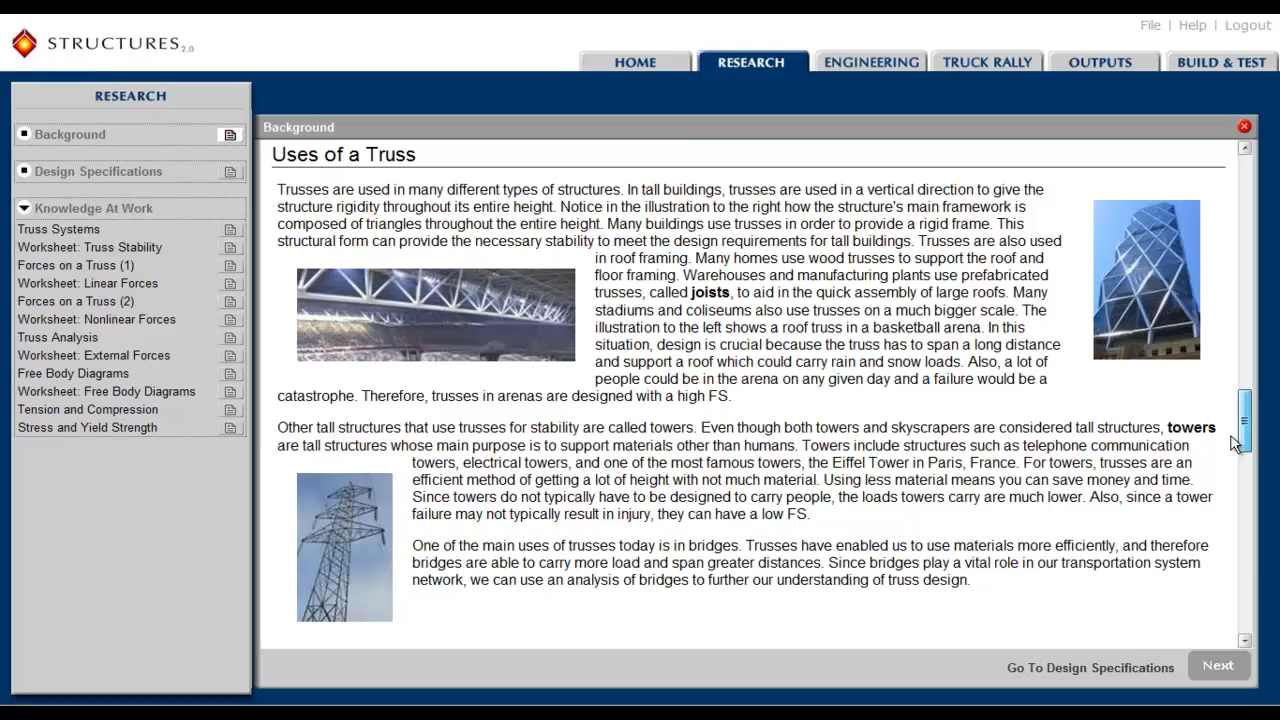 File | Help | Logout
STRUCTURES 2.0
HOME
RESEARCH
ENGINEERING
TRUCK RALLY
OUTPUTS
BUILD & TEST
RESEARCH
Background
Design Specifications
Knowledge At Work
Truss Systems
Worksheet: Truss Stability
Forces on a Truss (1)
Worksheet: Linear Forces
Forces on a Truss (2)
Worksheet: Nonlinear Forces
Truss Analysis
Worksheet: External Forces
Free Body Diagrams
Worksheet: Free Body Diagrams
Tension and Compression
Stress and Yield Strength
Background
Uses of a Truss
Trusses are used in many different types of structures. In tall buildings, trusses are used in a vertical direction to give the
structure rigidity throughout its entire height. Notice in the illustration to the right how the structure's main framework is
composed of triangles throughout the entire height. Many buildings use trusses in order to provide a rigid frame. This
structural form can provide the necessary stability to meet the design requirements for tall buildings. Trusses are also used
in roof framing. Many homes use wood trusses to support the roof and
floor framing. Warehouses and manufacturing plants use prefabricated
trusses, called joists, to aid in the quick assembly of large roofs. Many
stadiums and coliseums also use trusses on a much bigger scale. The
illustration to the left shows a roof truss in a basketball arena. In this
situation, design is crucial because the truss has to span a long distance
and support a roof which could carry rain and snow loads. Also, a lot of
people could be in the arena on any given day and a failure would be a
catastrophe. Therefore, trusses in arenas are designed with a high FS.
Other tall structures that use trusses for stability are called towers. Even though both towers and skyscrapers are considered tall structures, towers
are tall structures whose main purpose is to support materials other than humans. Towers include structures such as telephone communication
towers, electrical towers, and one of the most famous towers, the Eiffel Tower in Paris, France. For towers, trusses are an
efficient method of getting a lot of height with not much material. Using less material means you can save money and time.
Since towers do not typically have to be designed to carry people, the loads towers carry are much lower. Also, since a tower
failure may not typically result in injury, they can have a low FS.
One of the main uses of trusses today is in bridges. Trusses have enabled us to use materials more efficiently, and therefore
bridges are able to carry more load and span greater distances. Since bridges play a vital role in our transportation system
network, we can use an analysis of bridges to further our understanding of truss design.
Go To Design Specifications
Next